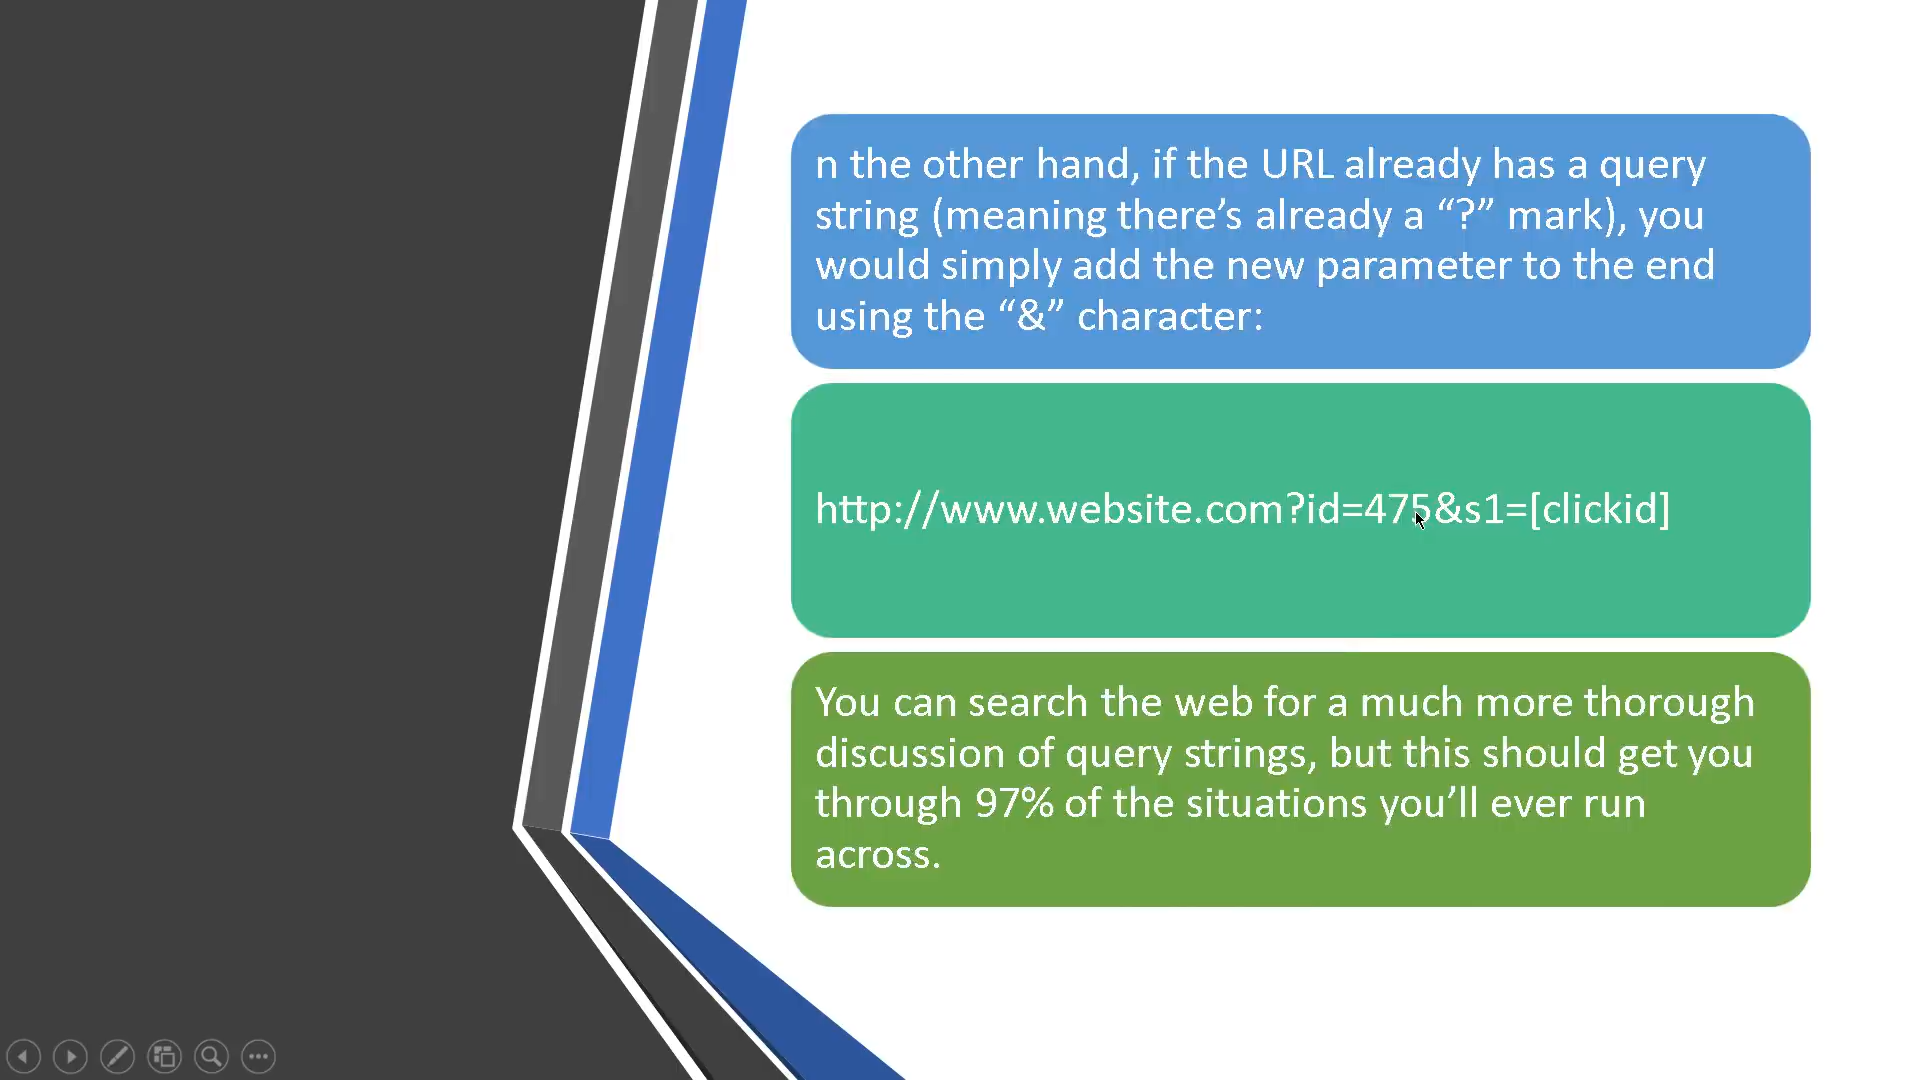 n the other hand, if the URL already has a query
string (meaning there’s already a “?” mark), you
would simply add the new parameter to the end
using the “&” character:
http://www.website.com?id=475&s1=[clickid]
You can search the web for a much more thorough
discussion of query strings, but this should get you
through 97% of the situations you’ll ever run
across.